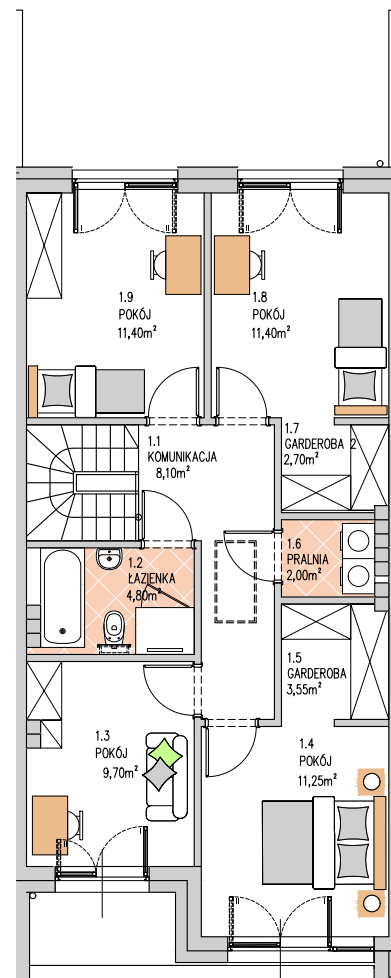 1.9
POKÓJ
11,40m²
1.8
POKÓJ
11,40m²
1.7
GARDEROBA 2
2,70m²
1.1
KOMUNIKACJA
8,10m²
1.6
PRALNIA
2,00m²
1.2
ŁAZIENKA
4,80m²
1.5
GARDEROBA
3,55m²
1.3
POKÓJ
9,70m²
1.4
POKÓJ
11,25m²